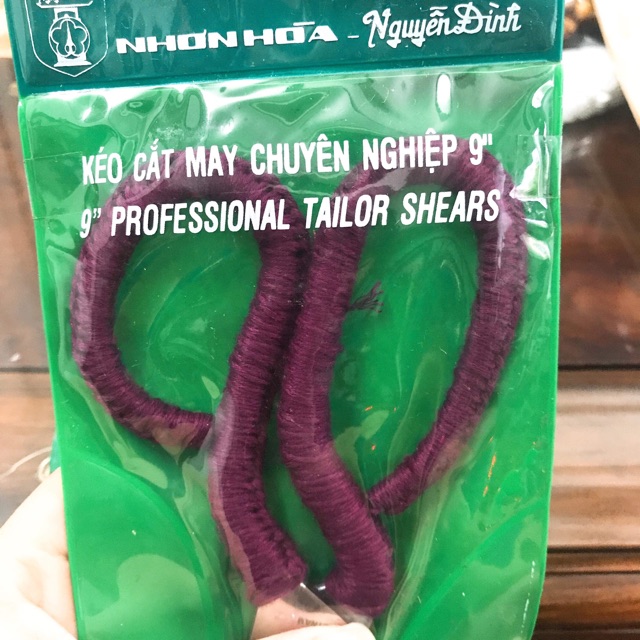 NHƠN HÒA - Nguyễn Đình
KÉO CẮT MAY CHUYÊN NGHIỆP 9"
9" PROFESSIONAL TAILOR SHEARS